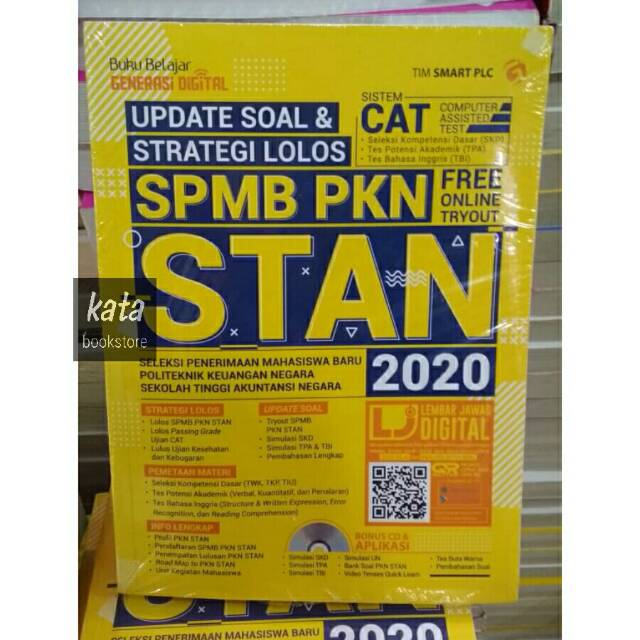 Buku Belajar
GENERASI DIGITAL
TIM SMART PLC
UPDATE SOAL &
STRATEGI LOLOS
SISTEM
CAT
COMPUTER
ASSISTED
TEST
• Seleksi Kompetensi Dasar (SKD)
• Tes Potensi Akademik (TPA)
• Tes Bahasa Inggris (TBI)
SPMB PKN
FREE
ONLINE
TRYOUT
STAN
kata
bookstore
SELEKSI PENERIMAAN MAHASISWA BARU
POLITEKNIK KEUANGAN NEGARA
SEKOLAH TINGGI AKUNTANSI NEGARA
2020
STRATEGI LOLOS
• Lolos SPMB PKN STAN
• Lolos Passing Grade
Ujian CAT
• Lulus Ujian Kesehatan
dan Kebugaran
UPDATE SOAL
• Tryout SPMB
PKN STAN
• Simulasi SKD
• Simulasi TPA & TBI
• Pembahasan Lengkap
LEMBAR JAWAB
DIGITAL
PEMETAAN MATERI
• Seleksi Kompetensi Dasar (TWK, TKP, TIU)
• Tes Potensi Akademik (Verbal, Kuantitatif, dan Penalaran)
• Tes Bahasa Inggris (Structure & Written Expression, Error
Recognition, dan Reading Comprehension)
INFO LENGKAP
• Profil PKN STAN
• Pendaftaran SPMB PKN STAN
• Penempatan Lulusan PKN STAN
• Road Map to PKN STAN
• Unit Kegiatan Mahasiswa
BONUS CD &
APLIKASI
• Simulasi SKD
• Simulasi TPA
• Simulasi TBI
• Simulasi UN
• Bank Soal PKN STAN
• Video Tenses Quick Learn
• Tes Buta Warna
• Pembahasan Soal
STAN
SELEKSI PENERIMAAN MAHASISWA BARU
2020